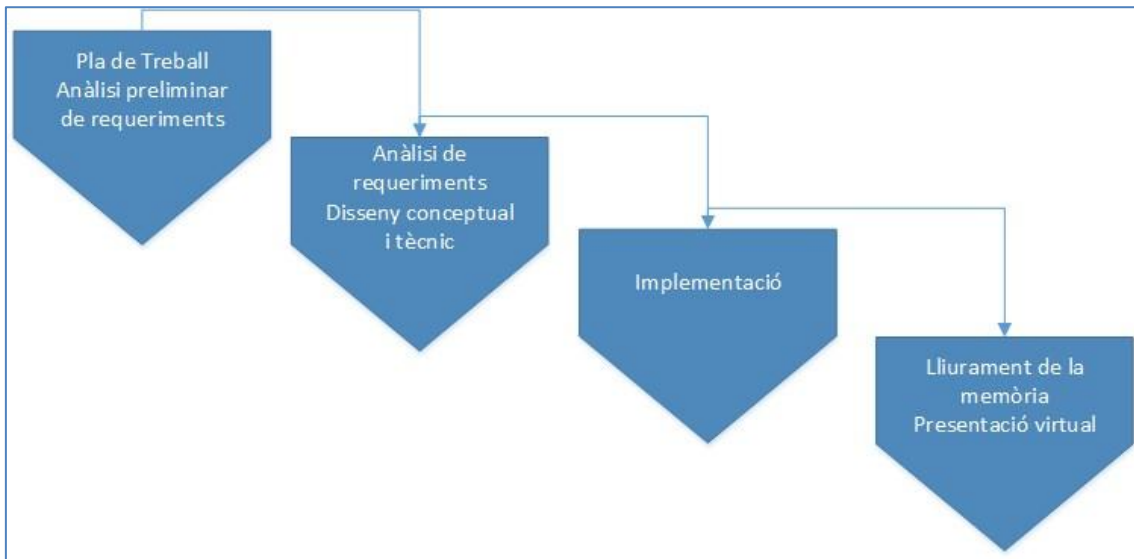 Pla de Treball
Anàlisi preliminar
de requeriments
Anàlisi de
requeriments
Disseny conceptual
i tècnic
Implementació
Lliurament de la
memòria
Presentació virtual